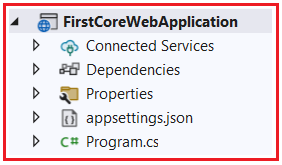 FirstCoreWebApplication
Connected Services
Dependencies
Properties
appsettings.json
C# Program.cs